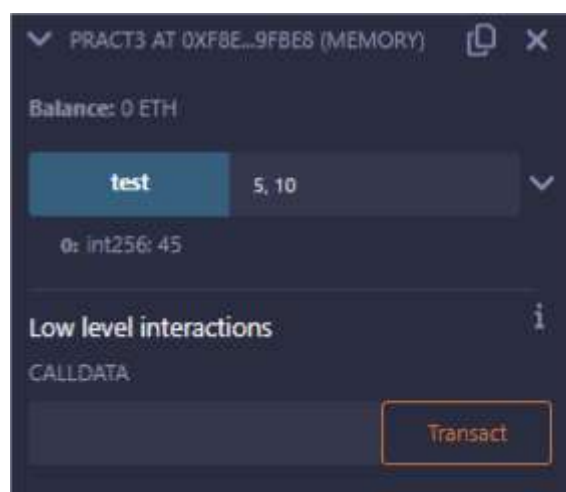 PRACT3 AT 0XF8E...9FBE8 (MEMORY)
Balance: 0 ETH
test 5, 10
0: int256: 45
Low level interactions i
CALLDATA
Transact